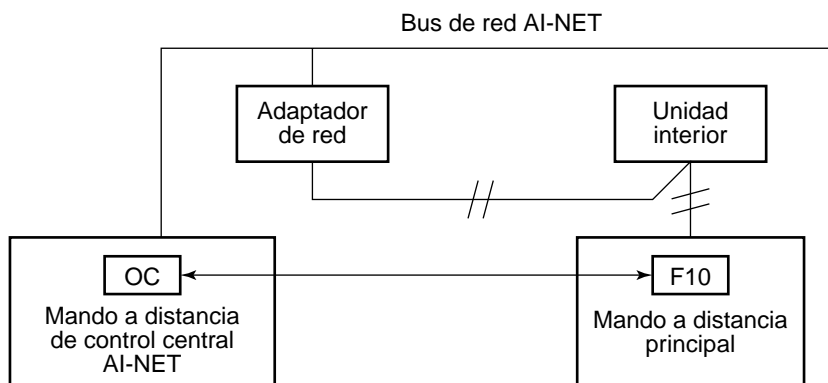 Bus de red AI-NET
Adaptador
de red
Unidad
interior
OC
Mando a distancia
de control central
AI-NET
F10
Mando a distancia
principal